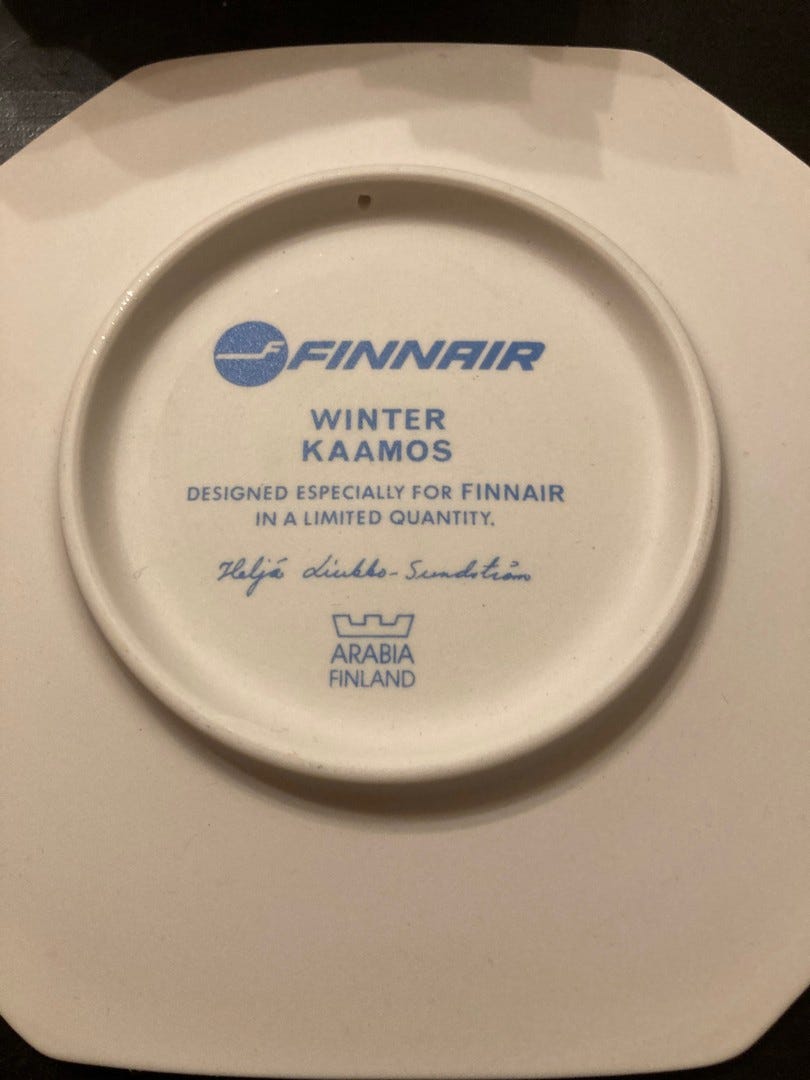 F FINNAIR
WINTER
KAAMOS
DESIGNED ESPECIALLY FOR FINNAIR
IN A LIMITED QUANTITY.
Heljä Liukko-Sundström
ARABIA
FINLAND